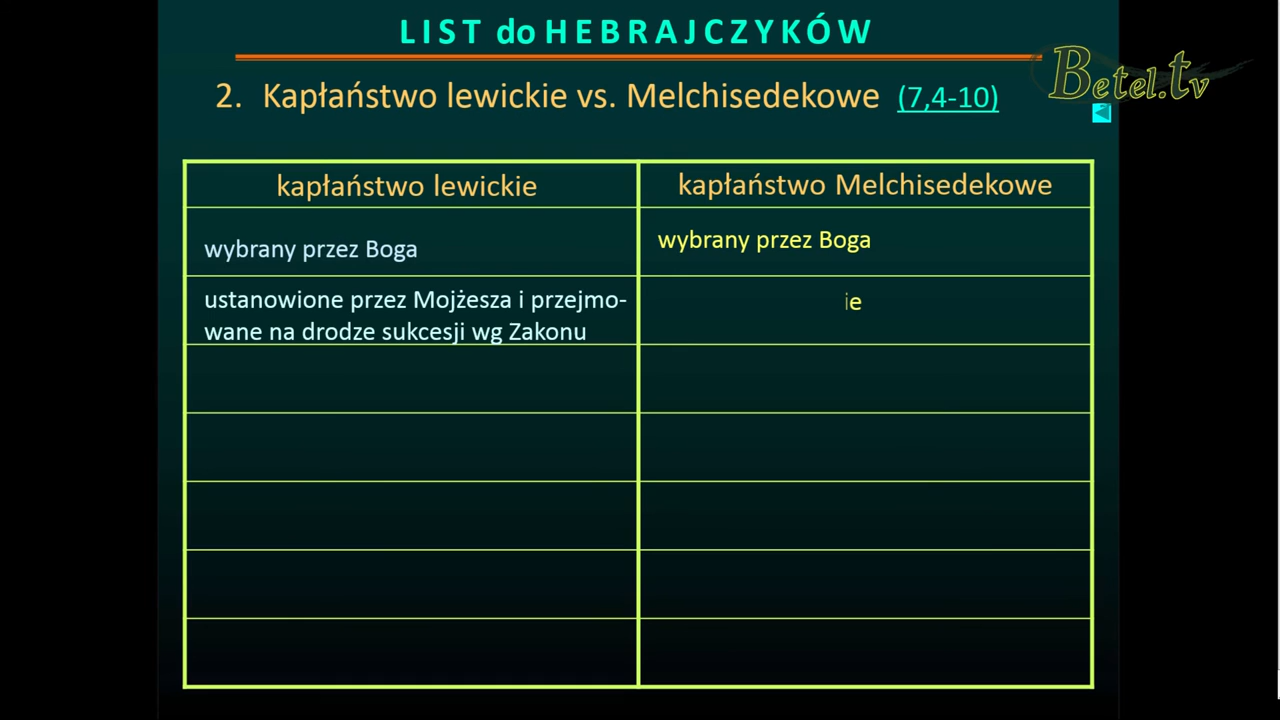 LIST do HEBRAJCZYKÓW
Betel.tv
2. Kapłaństwo lewickie vs. Melchisedekowe (7,4-10)
kapłaństwo lewickie
kapłaństwo Melchisedekowe
wybrany przez Boga
wybrany przez Boga
ustanowione przez Mojżesza i przejmo-
wane na drodze sukcesji wg Zakonu
ie